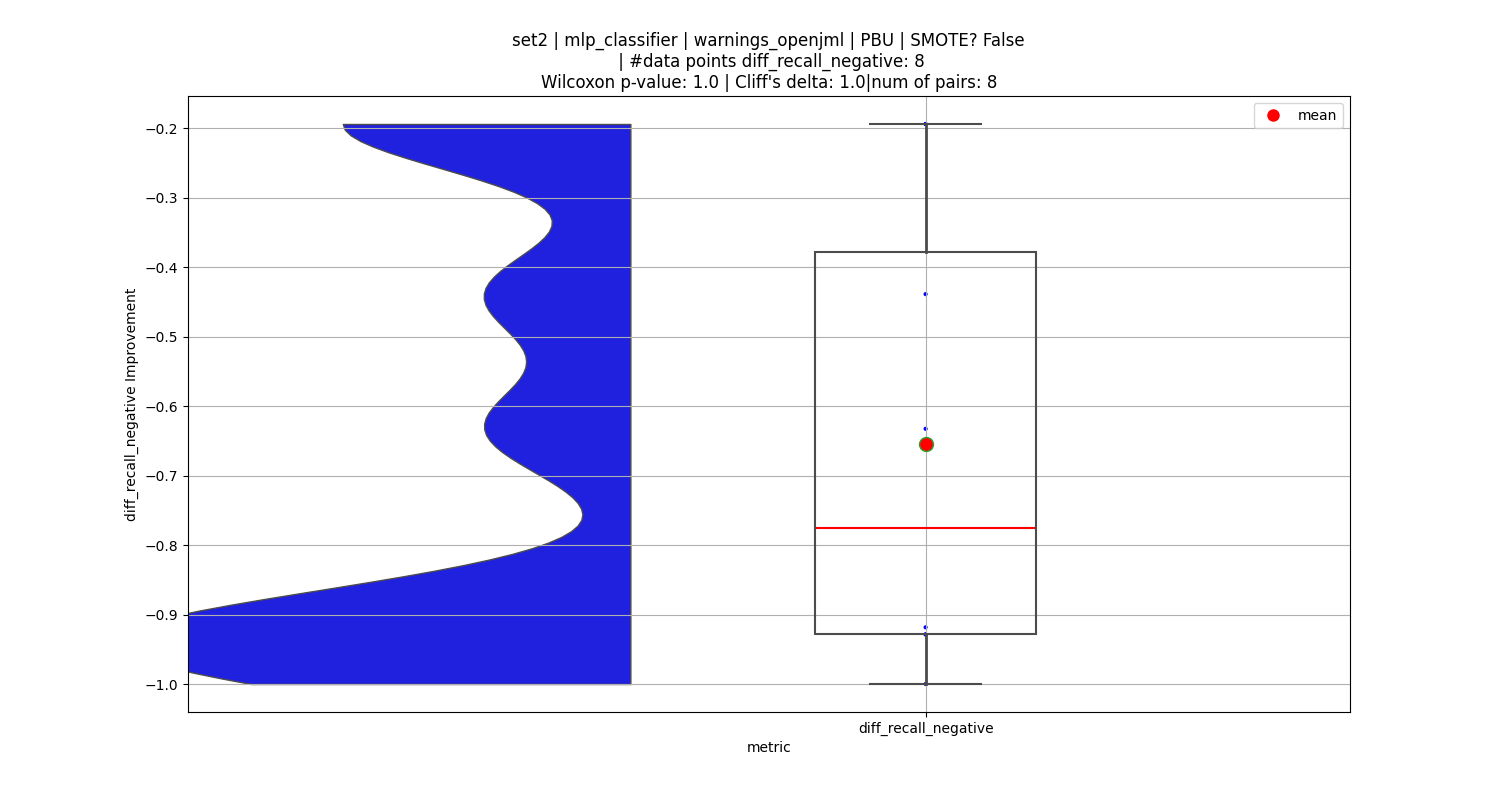 set2 | mlp_classifier | warnings_openjml | PBU | SMOTE? False
| #data points diff_recall_negative: 8
Wilcoxon p-value: 1.0 | Cliff's delta: 1.0|num of pairs: 8
mean
−0.2
−0.3
−0.4
−0.5
−0.6
−0.7
−0.8
−0.9
−1.0
diff_recall_negative Improvement
diff_recall_negative
metric